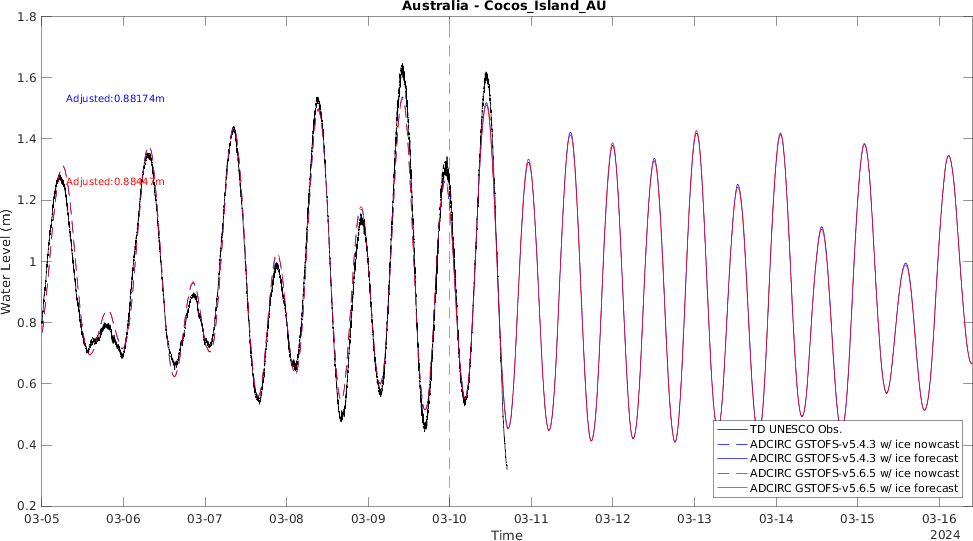 Australia - Cocos_Island_AU
1.8
1.6
1.4
1.2
1
0.8
0.6
0.4
0.2
Water Level (m)
Adjusted:0.88174m
Adjusted:0.88447m
TD UNESCO Obs.
ADCIRC GSTOFS-v5.4.3 w/ ice nowcast
ADCIRC GSTOFS-v5.4.3 w/ ice forecast
ADCIRC GSTOFS-v5.6.5 w/ ice nowcast
ADCIRC GSTOFS-v5.6.5 w/ ice forecast
03-05 03-06 03-07 03-08 03-09 03-10 03-11 03-12 03-13 03-14 03-15 03-16
Time
2024